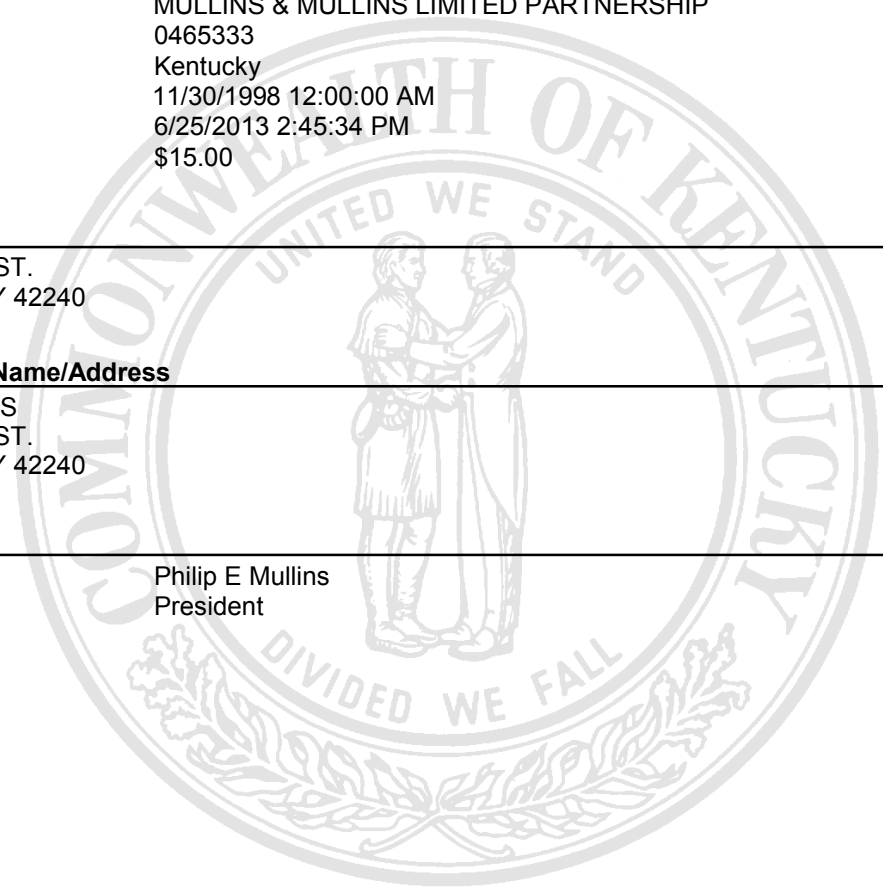 MULLINS & MULLINS LIMITED PARTNERSHIP
0465333
Kentucky
11/30/1998 12:00:00 AM
6/25/2013 2:45:34 PM
$15.00
ST.
Y 42240
Name/Address
S
ST.
Y 42240
Philip E Mullins
President
COMMONWEALTH OF KENTUCKY
UNITED WE STAND
DIVIDED WE FALL